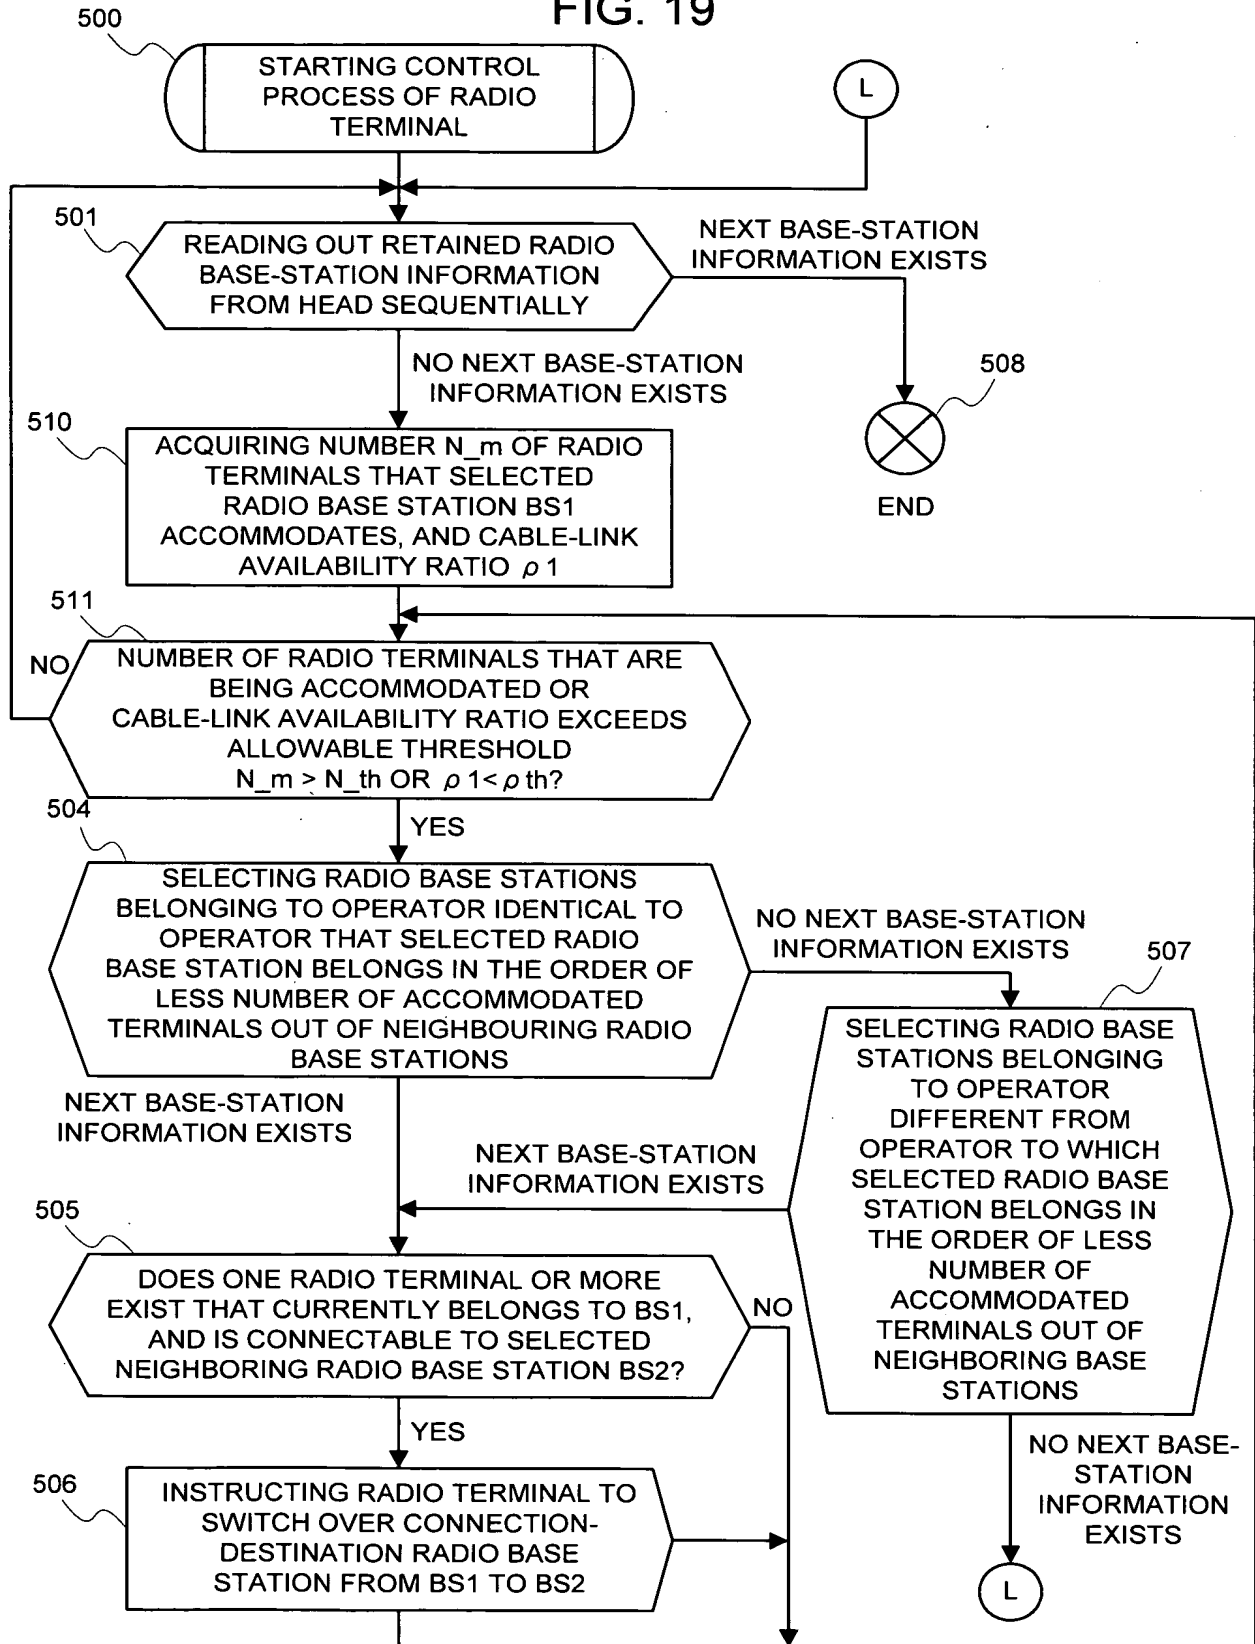 FIG. 19
500
STARTING CONTROL
PROCESS OF RADIO
TERMINAL
L
501
READING OUT RETAINED RADIO
BASE-STATION INFORMATION
FROM HEAD SEQUENTIALLY
NEXT BASE-STATION
INFORMATION EXISTS
NO NEXT BASE-STATION
INFORMATION EXISTS
508
END
510
ACQUIRING NUMBER N_m OF RADIO
TERMINALS THAT SELECTED
RADIO BASE STATION BS1
ACCOMMODATES, AND CABLE-LINK
AVAILABILITY RATIO ρ 1
511
NO
NUMBER OF RADIO TERMINALS THAT ARE
BEING ACCOMMODATED OR
CABLE-LINK AVAILABILITY RATIO EXCEEDS
ALLOWABLE THRESHOLD
N_m > N_th OR ρ 1< ρ th?
YES
504
SELECTING RADIO BASE STATIONS
BELONGING TO OPERATOR IDENTICAL TO
OPERATOR THAT SELECTED RADIO
BASE STATION BELONGS IN THE ORDER OF
LESS NUMBER OF ACCOMMODATED
TERMINALS OUT OF NEIGHBOURING RADIO
BASE STATIONS
NO NEXT BASE-STATION
INFORMATION EXISTS
507
SELECTING RADIO BASE
STATIONS BELONGING
TO OPERATOR
DIFFERENT FROM
OPERATOR TO WHICH
SELECTED RADIO BASE
STATION BELONGS IN
THE ORDER OF LESS
NUMBER OF
ACCOMMODATED
TERMINALS OUT OF
NEIGHBORING BASE
STATIONS
NEXT BASE-STATION
INFORMATION EXISTS
NEXT BASE-STATION
INFORMATION EXISTS
505
DOES ONE RADIO TERMINAL OR MORE
EXIST THAT CURRENTLY BELONGS TO BS1,
AND IS CONNECTABLE TO SELECTED
NEIGHBORING RADIO BASE STATION BS2?
NO
YES
NO NEXT BASE-
STATION
INFORMATION
EXISTS
506
INSTRUCTING RADIO TERMINAL TO
SWITCH OVER CONNECTION-
DESTINATION RADIO BASE
STATION FROM BS1 TO BS2
L